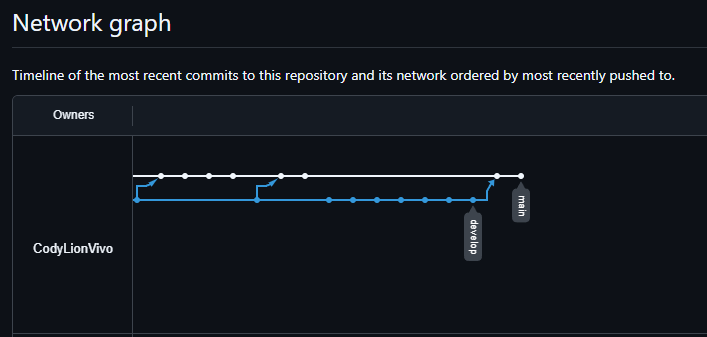 Network graph
Timeline of the most recent commits to this repository and its network ordered by most recently pushed to.
Owners
CodyLionVivo
main
develop